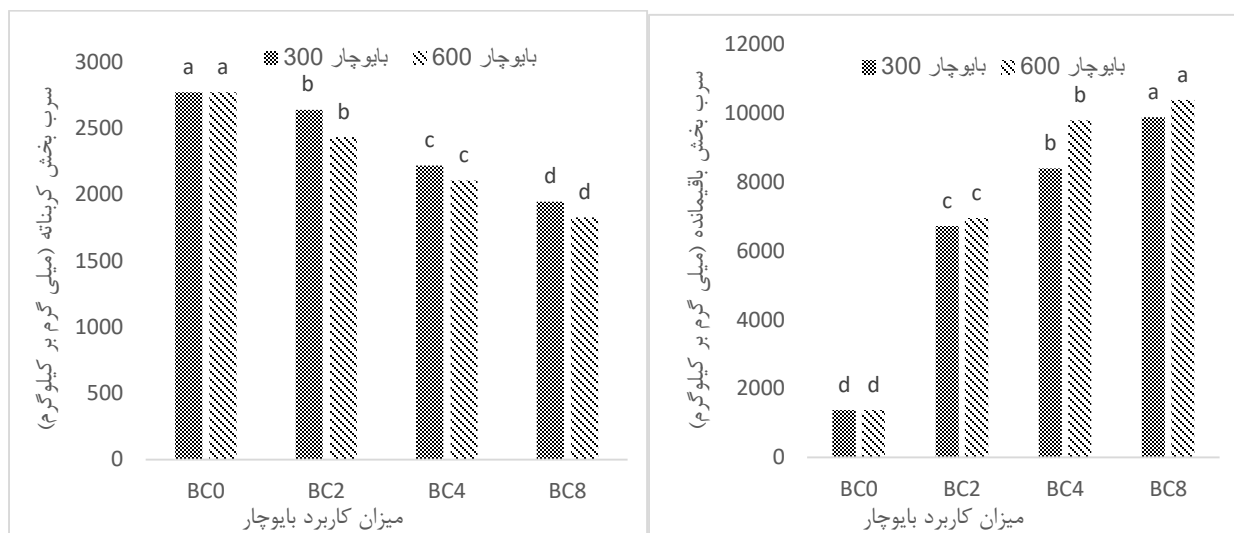 سرب بخش کربناته (میلی گرم بر کیلوگرم)
3000
2500
2000
1500
1000
500
0
بایوچار 300 بایوچار 600
a a
b
b
c c
d d
BC0 BC2 BC4 BC8
میزان کاربرد بایوچار
سرب بخش باقیمانده (میلی گرم بر کیلوگرم)
12000
10000
8000
6000
4000
2000
0
بایوچار 300 بایوچار 600
a
a
b
b
c c
d d
BC0 BC2 BC4 BC8
میزان کاربرد بایوچار